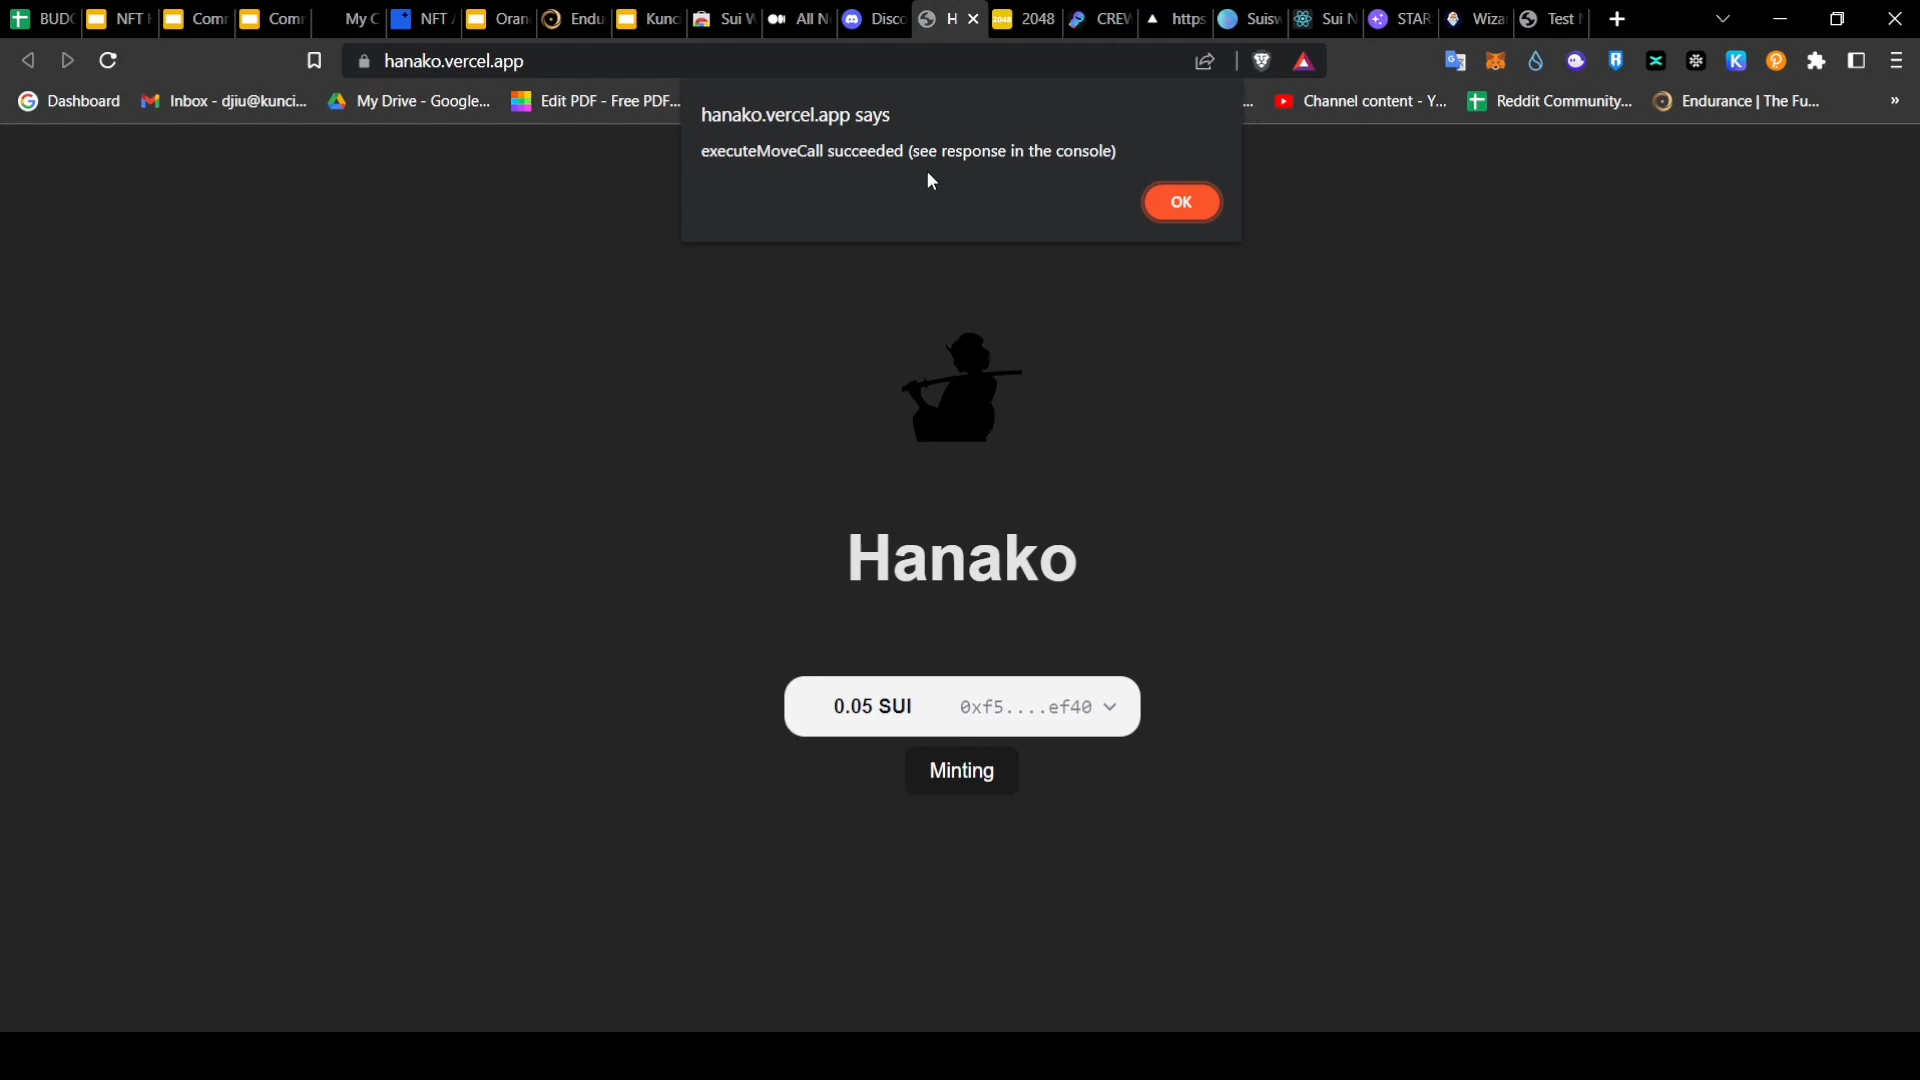 BUD
NFT
Com
Com
My C
NFT
Oran
Endu
Kunc
Sui W
All N
Disco
H
2048
2048
CREW
https
Suisw
Sui N
STAR
Wiza
Test
hanako.vercel.app
Dashboard
Inbox - djiu@kunci...
My Drive - Google...
Edit PDF - Free PDF...
...
Channel content - Y...
Reddit Community...
Endurance | The Fu...
»
hanako.vercel.app says
executeMoveCall succeeded (see response in the console)
OK
Hanako
0.05 SUI
0xf5....ef40
Minting